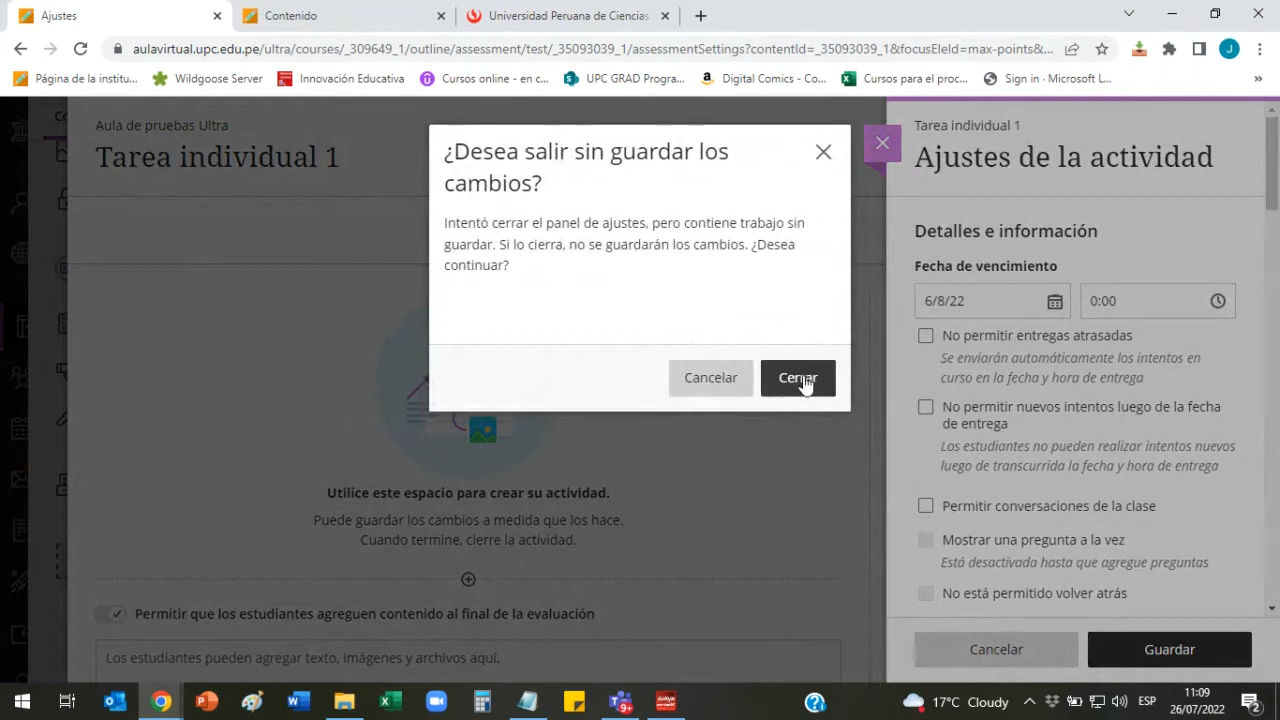 Ajustes
Contenido
Universidad Peruana de Ciencias
aulavirtual.upc.edu.pe/ultra/courses/_309649_1/outline/assessment/test/_35093039_1/assessmentSettings?contentId=_35093039_1&focusEleId=max-points&...
J
Página de la institu...
Wildgoose Server
Innovación Educativa
Cursos online - en c...
UPC GRAD Progra...
Digital Comics - Co...
Cursos para el proc...
Sign in · Microsoft L...
Aula de pruebas Ultra
Tarea individual 1
¿Desea salir sin guardar los
cambios?
Intentó cerrar el panel de ajustes, pero contiene trabajo sin
guardar. Si lo cierra, no se guardarán los cambios. ¿Desea
continuar?
Cancelar
Cerrar
Utilice este espacio para crear su actividad.
Puede guardar los cambios a medida que los hace.
Cuando termine, cierre la actividad.
Permitir que los estudiantes agreguen contenido al final de la evaluación
Los estudiantes pueden agregar texto, imágenes y archivos aquí.
Tarea individual 1
Ajustes de la actividad
Detalles e información
Fecha de vencimiento
6/8/22
0:00
No permitir entregas atrasadas
Se enviarán automáticamente los intentos en
curso en la fecha y hora de entrega
No permitir nuevos intentos luego de la fecha
de entrega
Los estudiantes no pueden realizar intentos nuevos
luego de transcurrida la fecha y hora de entrega
Permitir conversaciones de la clase
Mostrar una pregunta a la vez
Está desactivada hasta que agregue preguntas
No está permitido volver atrás
Cancelar
Guardar
17°C Cloudy
ESP
11:09
26/07/2022